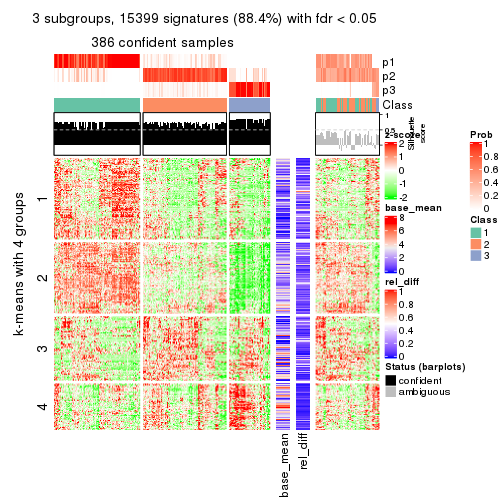 3 subgroups, 15399 signatures (88.4%) with fdr < 0.05
386 confident samples
p1
p2
p3
Class
1
0.5
0
Silhouette
score
k-means with 4 groups
1
2
3
4
base_mean
rel_diff
z-score
2
1
0
-1
-2
base_mean
8
6
4
2
0
rel_diff
1
0.8
0.6
0.4
0.2
0
Status (barplots)
confident
ambiguous
Prob
1
0.8
0.6
0.4
0.2
0
Class
1
2
3